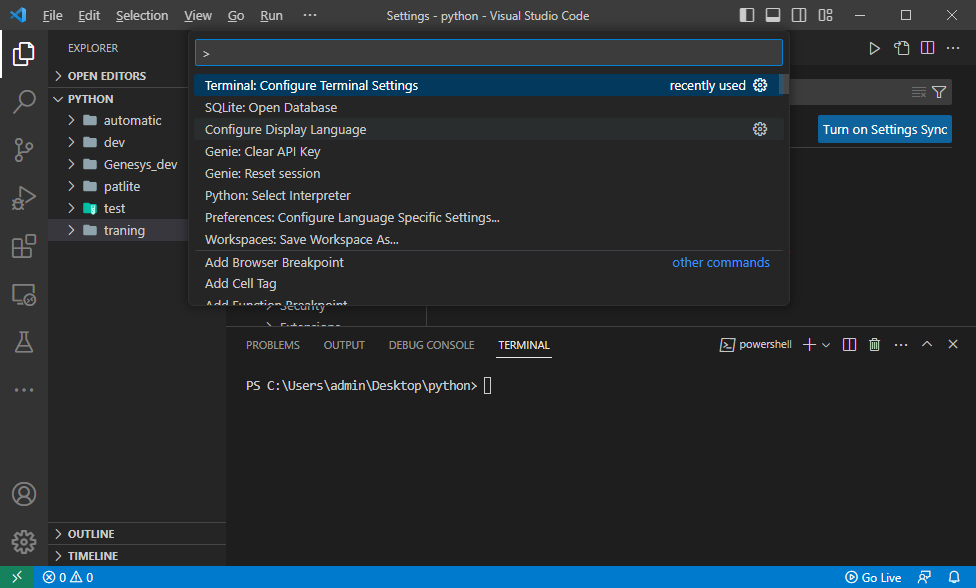 File Edit Selection View Go Run ··· Settings - python - Visual Studio Code
EXPLORER
OPEN EDITORS
PYTHON
automatic
dev
Genesys_dev
patlite
test
traning
OUTLINE
TIMELINE
>
Terminal: Configure Terminal Settings recently used
SQLite: Open Database
Configure Display Language
Genie: Clear API Key
Genie: Reset session
Python: Select Interpreter
Preferences: Configure Language Specific Settings...
Workspaces: Save Workspace As...
Add Browser Breakpoint other commands
Add Cell Tag
Add Function Breakpoint
Turn on Settings Sync
Security
Extensions
PROBLEMS OUTPUT DEBUG CONSOLE TERMINAL powershell
PS C:\Users\admin\Desktop\python>
0 0 Go Live